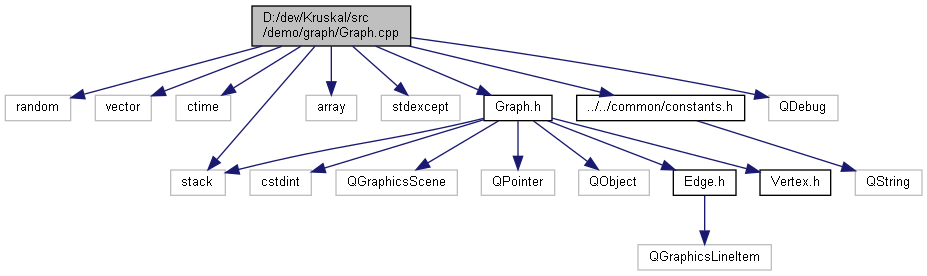 D:/dev/Kruskal/src
/demo/graph/Graph.cpp
random
vector
ctime
array
stdexcept
Graph.h
../../common/constants.h
QDebug
stack
cstdint
QGraphicsScene
QPointer
QObject
Edge.h
Vertex.h
QString
QGraphicsLineItem